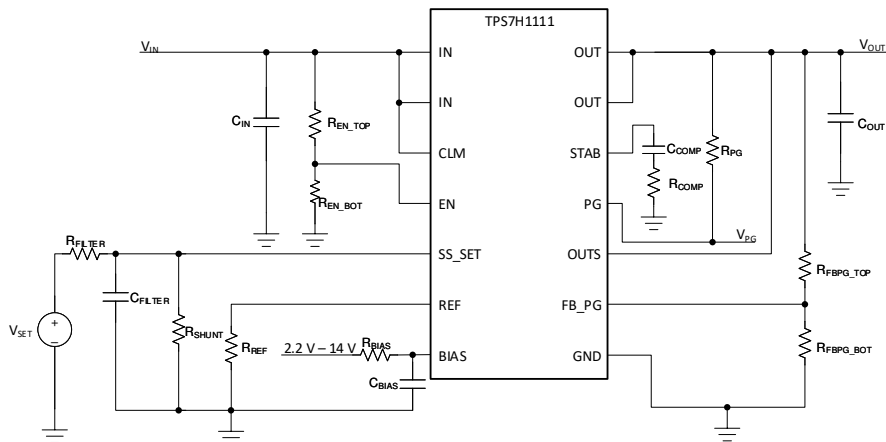 TPS7H1111
VIN
IN
OUT
VOUT
IN
OUT
CIN
REN_TOP
CLM
STAB
CCOMP
RPG
COUT
RCOMP
REN_BOT
EN
PG
VPG
RFILTER
SS_SET
OUTS
RFBPG_TOP
CFILTER
REF
FB_PG
VSET
+
-
RSHUNT
RREF
2.2 V – 14 V
RBIAS
BIAS
GND
RFBPG_BOT
CBIAS